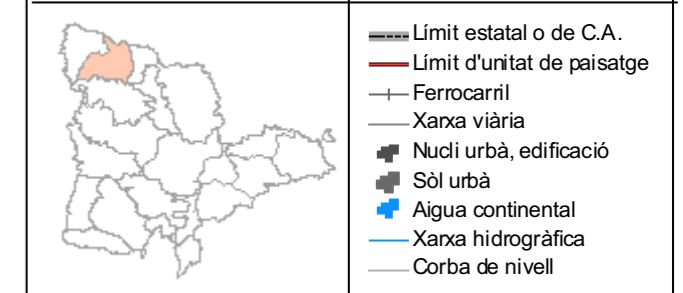 Límit estatal o de C.A.
Límit d'unitat de paisatge
Ferrocarril
Xarxa viària
Nucli urbà, edificació
Sòl urbà
Aigua continental
Xarxa hidrogràfica
Corba de nivell